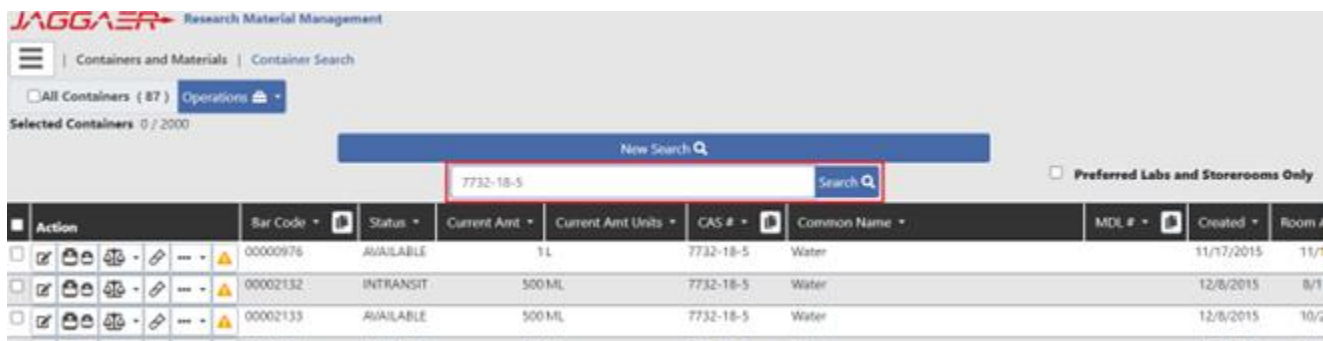 JAGGAER Research Material Management
| Containers and Materials | Container Search
All Containers ( 87 ) Operations
Selected Containers 0 / 2000
New Search
7732-18-5 Search
Preferred Labs and Storerooms Only
Action Bar Code Status Current Amt Current Amt Units CAS # Common Name MDL # Created Room
00000976 AVAILABLE 1 L 7732-18-5 Water 11/17/2015
00002132 INTRANSIT 500 ML 7732-18-5 Water 12/8/2015
00002133 AVAILABLE 500 ML 7732-18-5 Water 12/8/2015